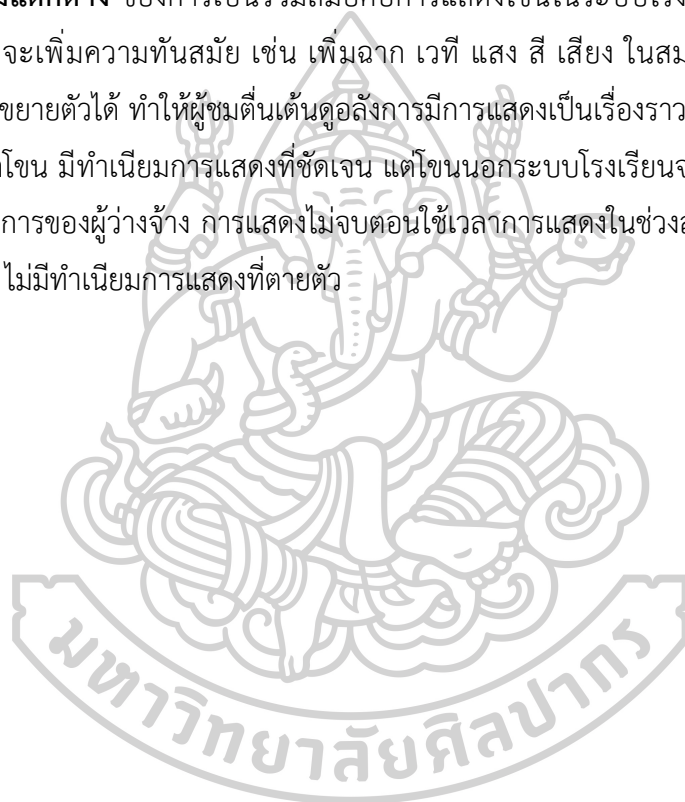 ของการเป็นร่วมสมัยกับการแสดงโขนในระบบโรง
จะเพิ่มความทันสมัย เช่น เพิ่มฉาก เวที แสง สี เสียง ในสม
ขยายตัวได้ ทำให้ผู้ชมตื่นเต้นดูอลังการมีการแสดงเป็นเรื่องราว
โขน มีทำเนียมการแสดงที่ชัดเจน แต่โขนนอกระบบโรงเรียนจ
การของผู้ว่างจ้าง การแสดงไม่จบตอนใช้เวลาการแสดงในช่วงส
ไม่มีทำเนียมการแสดงที่ตายตัว
มหาวิทยาลัยศิลปากร